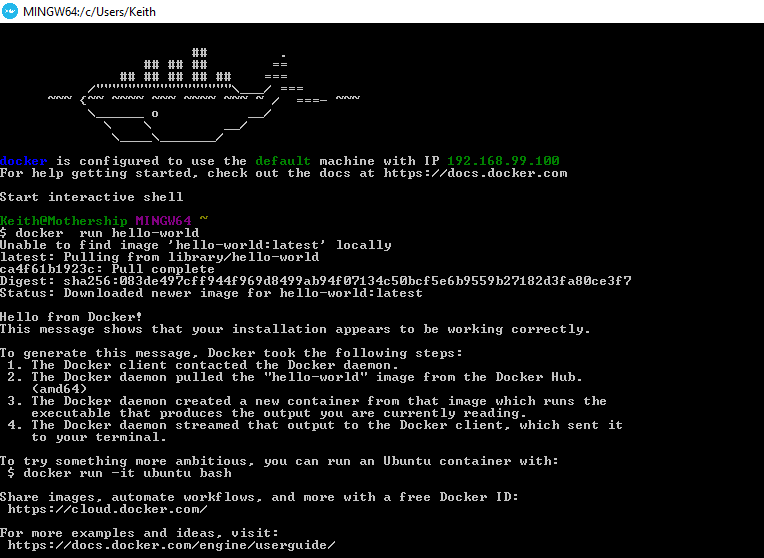 MINGW64:/c/Users/Keith
##         .
## ## ##        ==
## ## ## ## ##    ===
/"""""""""""""""""\___/ ===
~~~ {~~ ~~~~ ~~~ ~~~~ ~~~ ~ /  ===- ~~~
\______ o           __/
\    \         __/
\____\_______/
docker is configured to use the default machine with IP 192.168.99.100
For help getting started, check out the docs at https://docs.docker.com
Start interactive shell
Keith@Mothership MINGW64 ~
$ docker  run hello-world
Unable to find image 'hello-world:latest' locally
latest: Pulling from library/hello-world
ca4f61b1923c: Pull complete
Digest: sha256:083de497cff944f969d8499ab94f07134c50bcf5e6b9559b27182d3fa80ce3f7
Status: Downloaded newer image for hello-world:latest
Hello from Docker!
This message shows that your installation appears to be working correctly.
To generate this message, Docker took the following steps:
1. The Docker client contacted the Docker daemon.
2. The Docker daemon pulled the "hello-world" image from the Docker Hub.
(amd64)
3. The Docker daemon created a new container from that image which runs the
executable that produces the output you are currently reading.
4. The Docker daemon streamed that output to the Docker client, which sent it
to your terminal.
To try something more ambitious, you can run an Ubuntu container with:
$ docker run -it ubuntu bash
Share images, automate workflows, and more with a free Docker ID:
https://cloud.docker.com/
For more examples and ideas, visit:
https://docs.docker.com/engine/userguide/